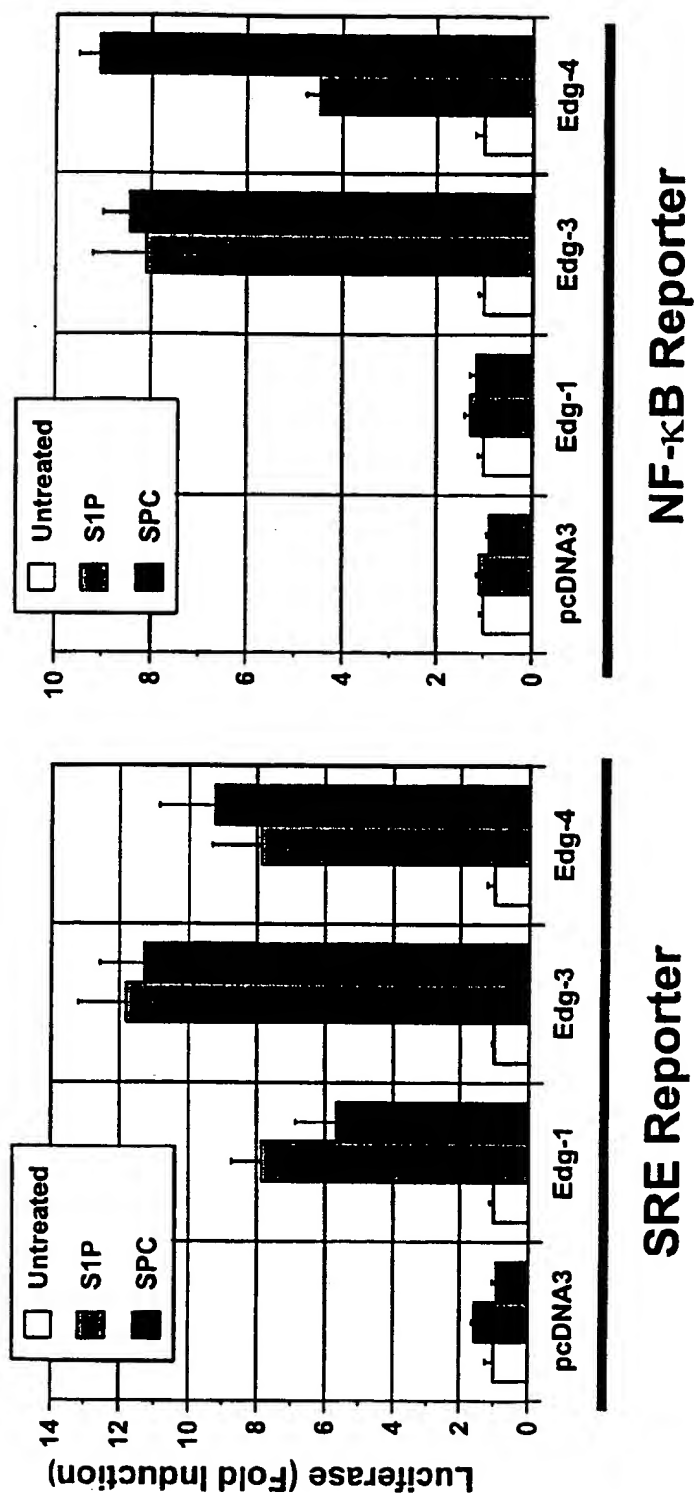 Luciferase (Fold Induction)
14
12
10
8
6
4
2
0
Untreated
S1P
SPC
pcDNA3
Edg-1
Edg-3
Edg-4
SRE Reporter
10
8
6
4
2
0
Untreated
S1P
SPC
pcDNA3
Edg-1
Edg-3
Edg-4
NF-κB Reporter